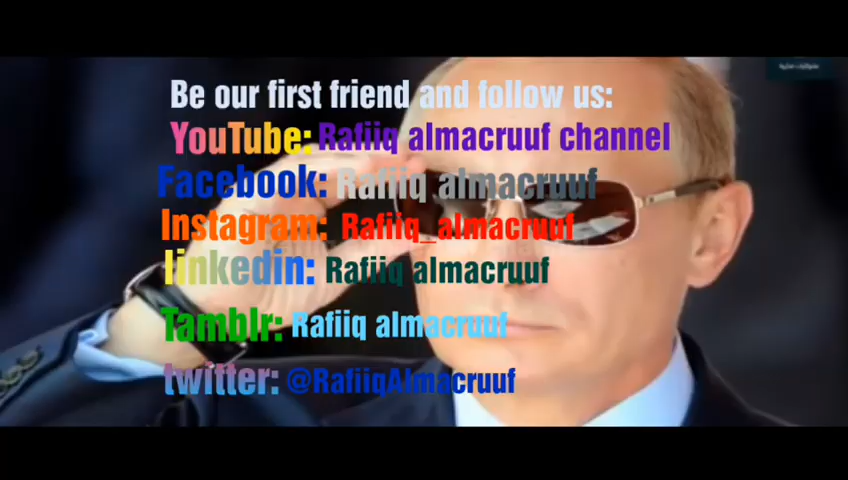 Be our first friend and follow us:
YouTube: Rafiiq almacruuf channel
Facebook: Rafiiq almacruuf
Instagram: Rafiiq_almacruuf
linkedin: Rafiiq almacruuf
Tamblr: Rafiiq almacruuf
twitter: @RafiiqAlmacruuf